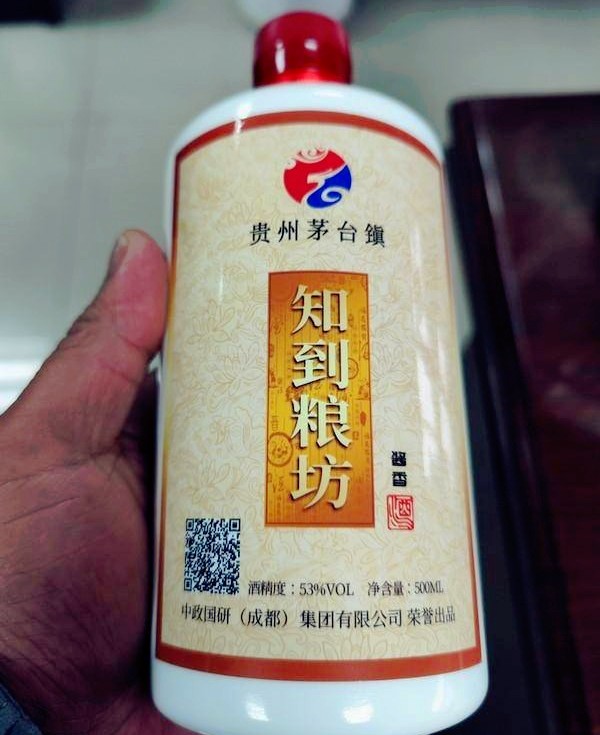 贵州茅台鎮
知到粮坊
酱香
酒
酒精度：53%VOL 净含量：500ML
中政国研（成都）集团有限公司 荣誉出品